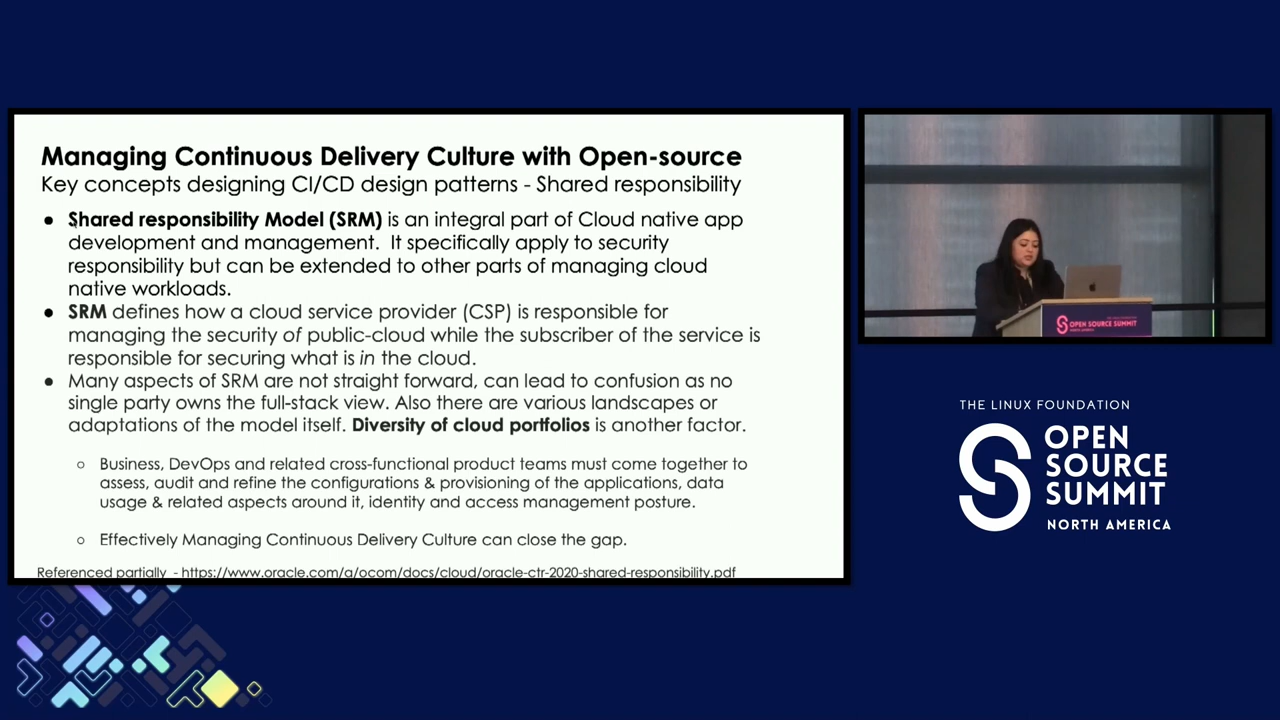 Managing Continuous Delivery Culture with Open-source
Key concepts designing CI/CD design patterns - Shared responsibility
● Shared responsibility Model (SRM) is an integral part of Cloud native app
development and management.  It specifically apply to security
responsibility but can be extended to other parts of managing cloud
native workloads.
● SRM defines how a cloud service provider (CSP) is responsible for
managing the security of public-cloud while the subscriber of the service is
responsible for securing what is in the cloud.
● Many aspects of SRM are not straight forward, can lead to confusion as no
single party owns the full-stack view. Also there are various landscapes or
adaptations of the model itself. Diversity of cloud portfolios is another factor.
○ Business, DevOps and related cross-functional product teams must come together to
assess, audit and refine the configurations & provisioning of the applications, data
usage & related aspects around it, identity and access management posture.
○ Effectively Managing Continuous Delivery Culture can close the gap.
Referenced partially  - https://www.oracle.com/a/ocom/docs/cloud/oracle-ctr-2020-shared-responsibility.pdf
OPEN SOURCE SUMMIT
THE LINUX FOUNDATION
OPEN
SOURCE
SUMMIT
NORTH AMERICA